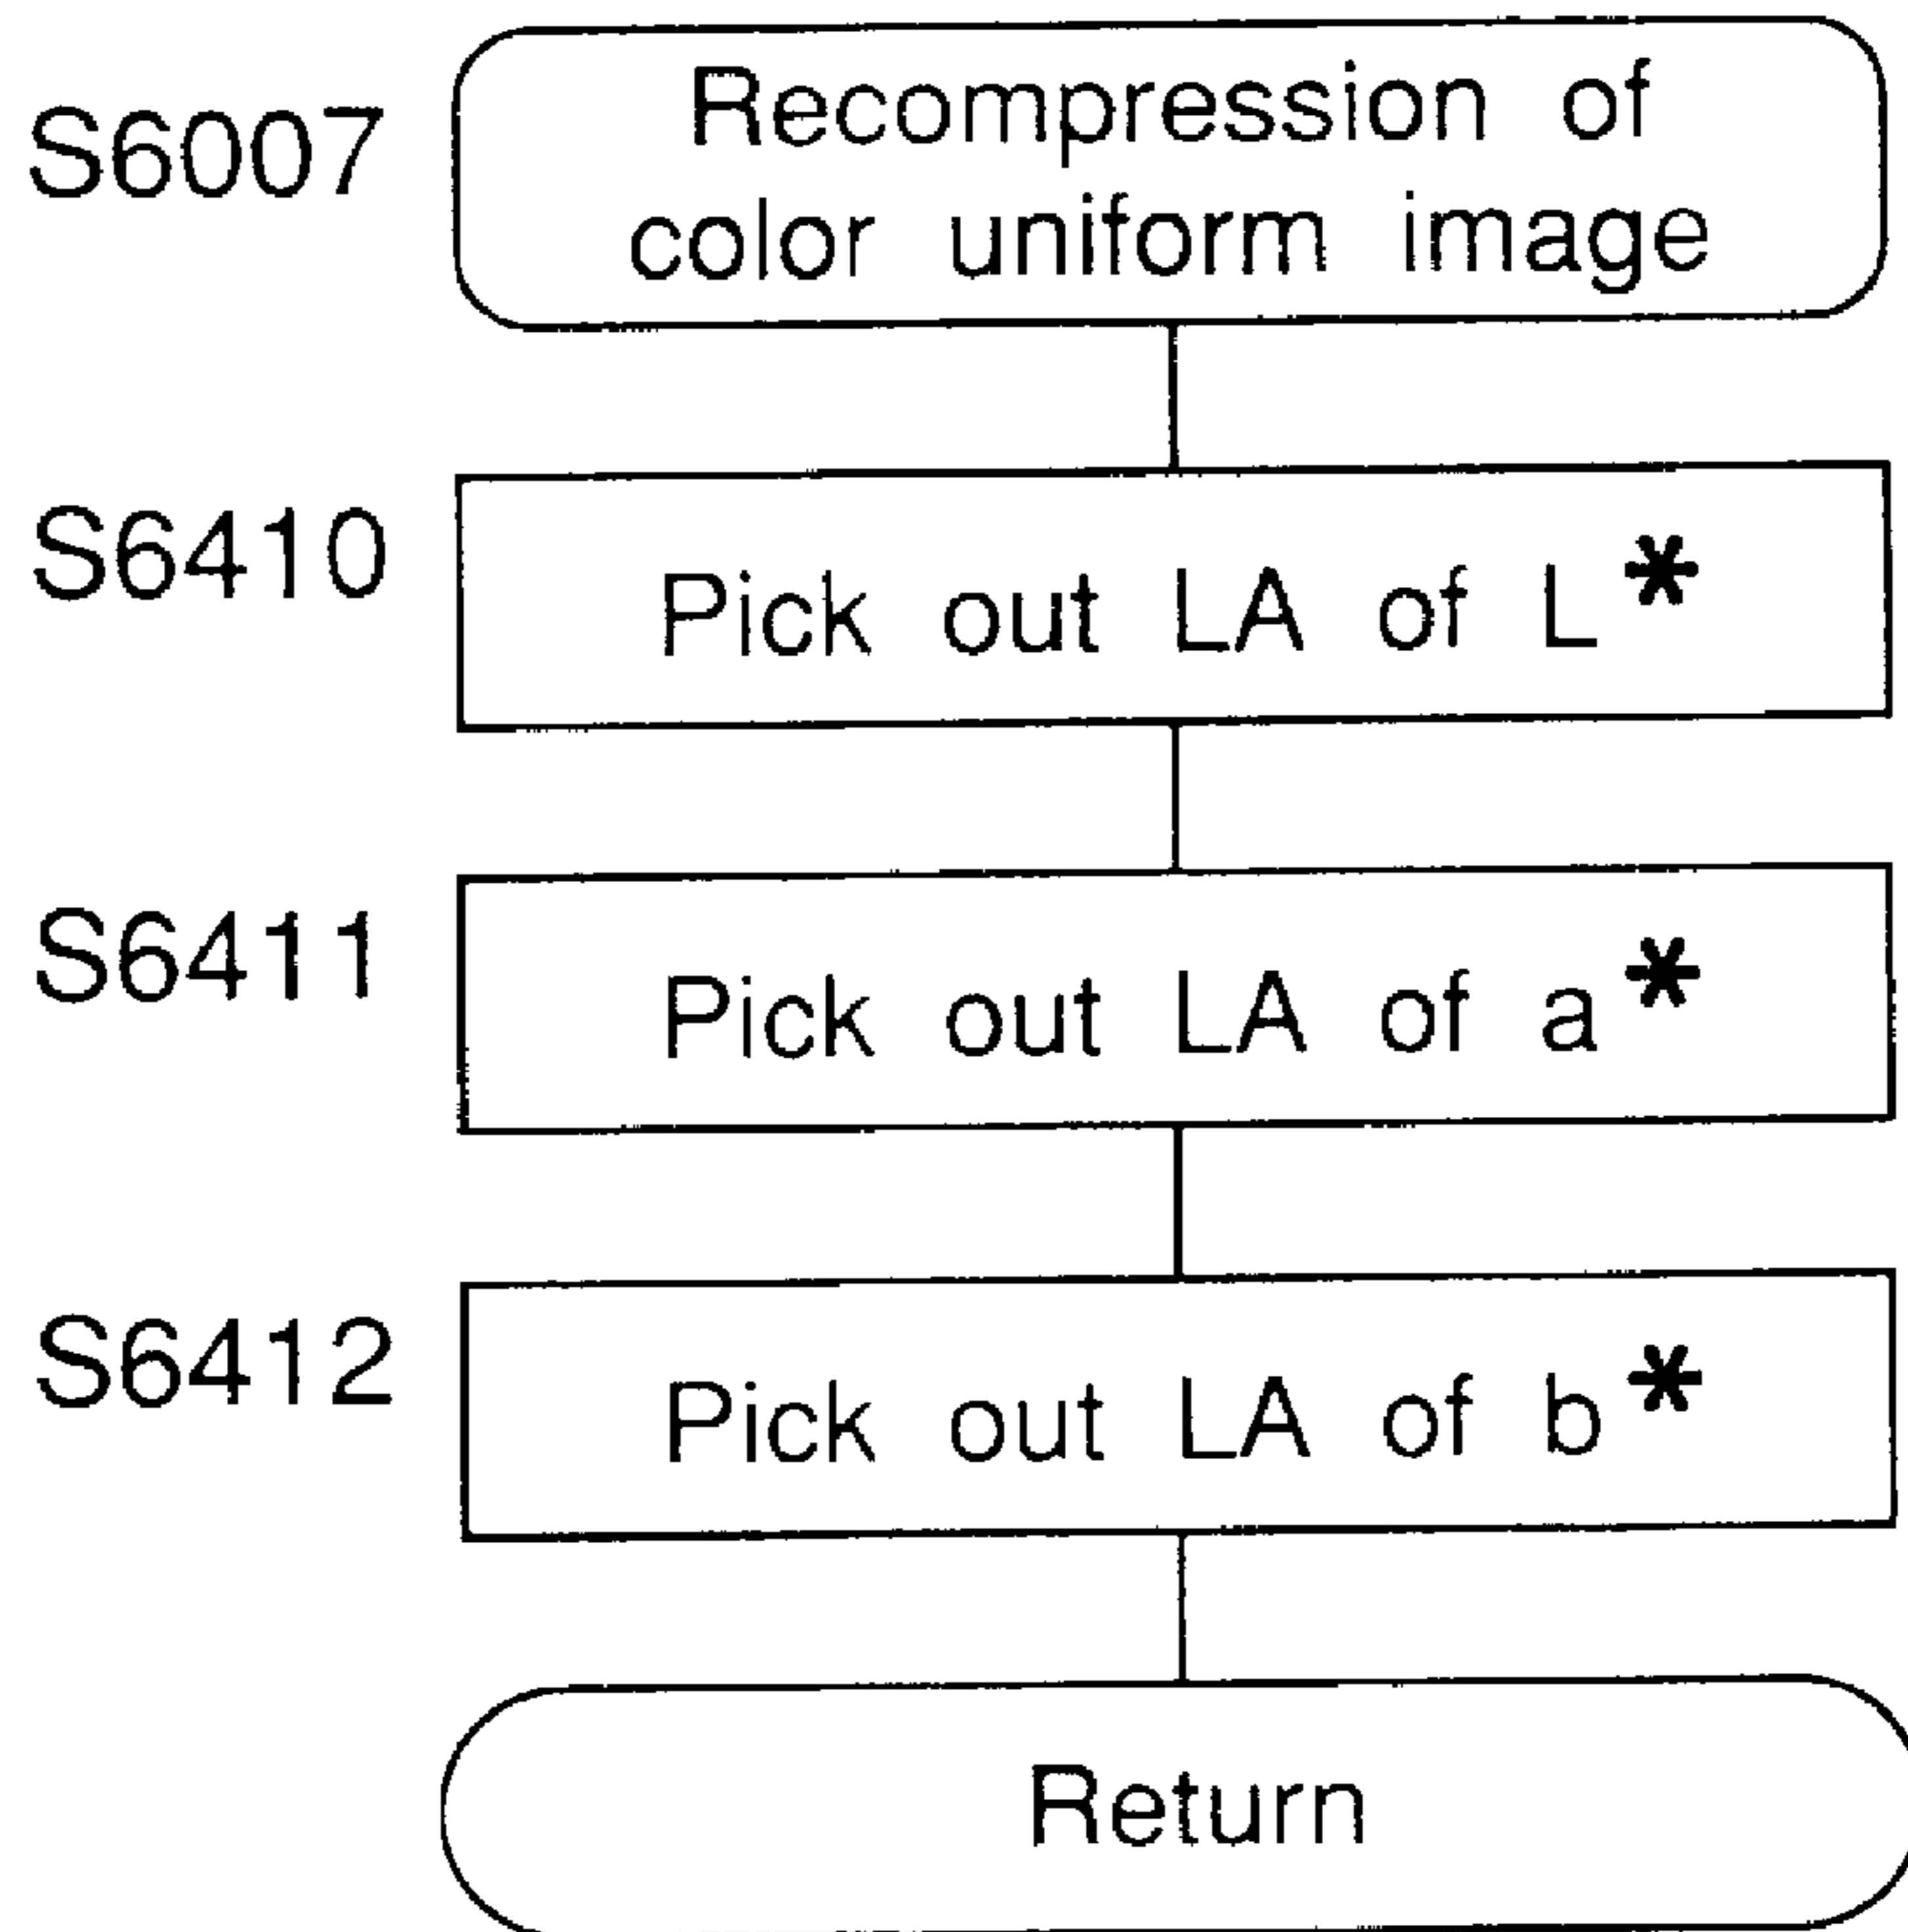 S6007
Recompression of
color uniform image
S6410
Pick out LA of L*
S6411
Pick out LA of a*
S6412
Pick out LA of b*
Return